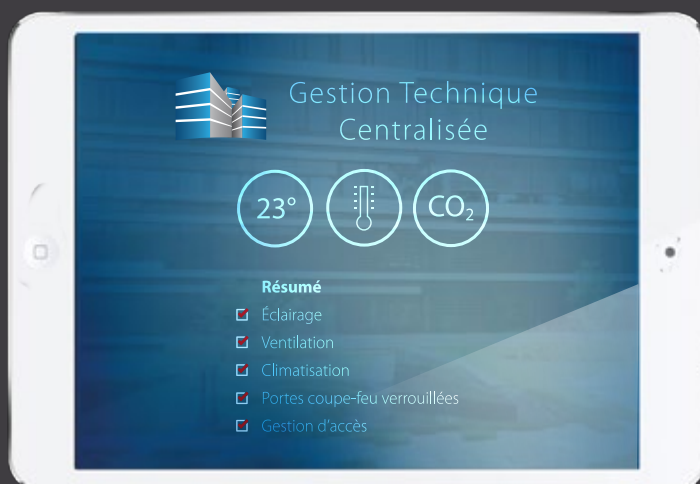 Gestion Technique
Centralisée
23°
CO₂
Résumé
Éclairage
Ventilation
Climatisation
Portes coupe-feu verrouillées
Gestion d'accès